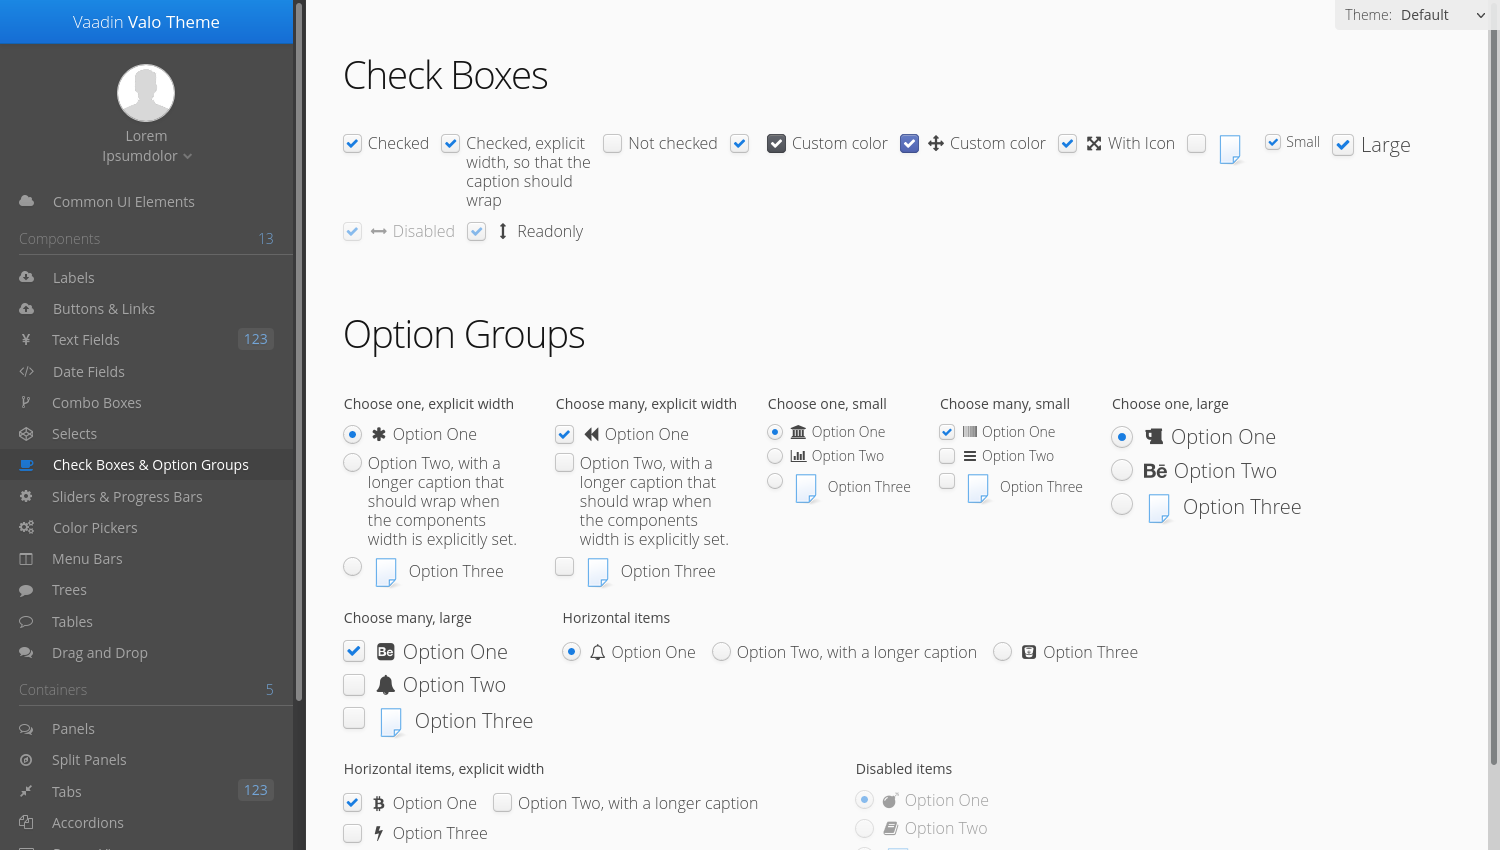 Vaadin Valo Theme
Lorem
Ipsumdolor
Common UI Elements
Components 13
Labels
Buttons & Links
Text Fields 123
Date Fields
Combo Boxes
Selects
Check Boxes & Option Groups
Sliders & Progress Bars
Color Pickers
Menu Bars
Trees
Tables
Drag and Drop
Containers 5
Panels
Split Panels
Tabs 123
Accordions
Theme: Default
Check Boxes
Checked
Checked, explicit
width, so that the
caption should
wrap
Not checked
Custom color
Custom color
With Icon
Small
Large
Disabled
Readonly
Option Groups
Choose one, explicit width
Option One
Option Two, with a
longer caption that
should wrap when
the components
width is explicitly set.
Option Three
Choose many, explicit width
Option One
Option Two, with a
longer caption that
should wrap when
the components
width is explicitly set.
Option Three
Choose one, small
Option One
Option Two
Option Three
Choose many, small
Option One
Option Two
Option Three
Choose one, large
Option One
Bē Option Two
Option Three
Choose many, large
Be Option One
Option Two
Option Three
Horizontal items
Option One
Option Two, with a longer caption
Option Three
Horizontal items, explicit width
Option One
Option Two, with a longer caption
Option Three
Disabled items
Option One
Option Two